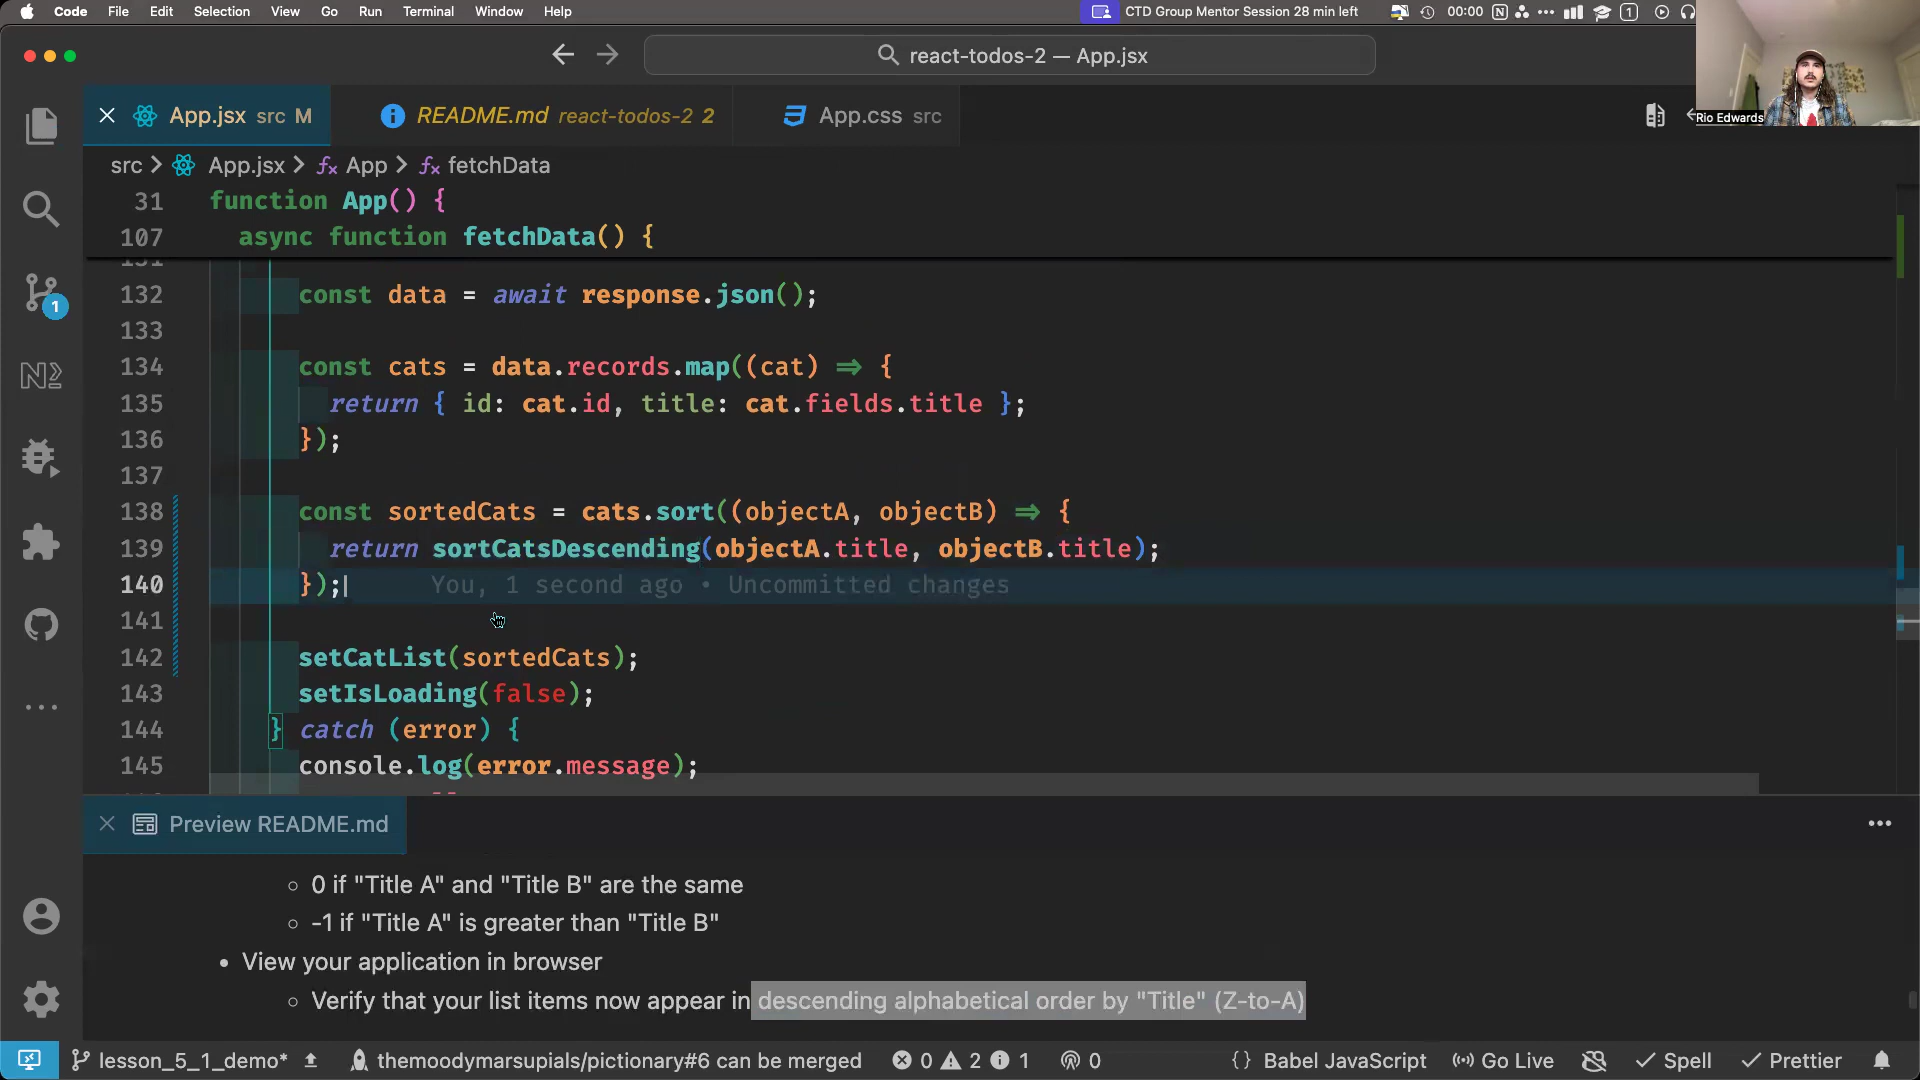 Code File Edit Selection View Go Run Terminal Window Help CTD Group Mentor Session 28 min left 00:00 1
react-todos-2 — App.jsx
Rio Edwards
App.jsx src M README.md react-todos-2 2 App.css src
src > App.jsx > App > fetchData
31 function App() {
107 async function fetchData() {
131
132 const data = await response.json();
133
134 const cats = data.records.map((cat) => {
135 return { id: cat.id, title: cat.fields.title };
136 });
137
138 const sortedCats = cats.sort((objectA, objectB) => {
139 return sortCatsDescending(objectA.title, objectB.title);
140 }); You, 1 second ago • Uncommitted changes
141
142 setCatList(sortedCats);
143 setIsLoading(false);
144 } catch (error) {
145 console.log(error.message);
1
Preview README.md
○ 0 if "Title A" and "Title B" are the same
○ -1 if "Title A" is greater than "Title B"
• View your application in browser
○ Verify that your list items now appear in descending alphabetical order by "Title" (Z-to-A)
lesson_5_1_demo* themoodymarsupials/pictionary#6 can be merged 0 2 1 0 {} Babel JavaScript Go Live Spell Prettier